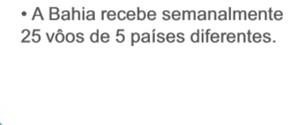 • A Bahia recebe semanalmente
25 vôos de 5 países diferentes.